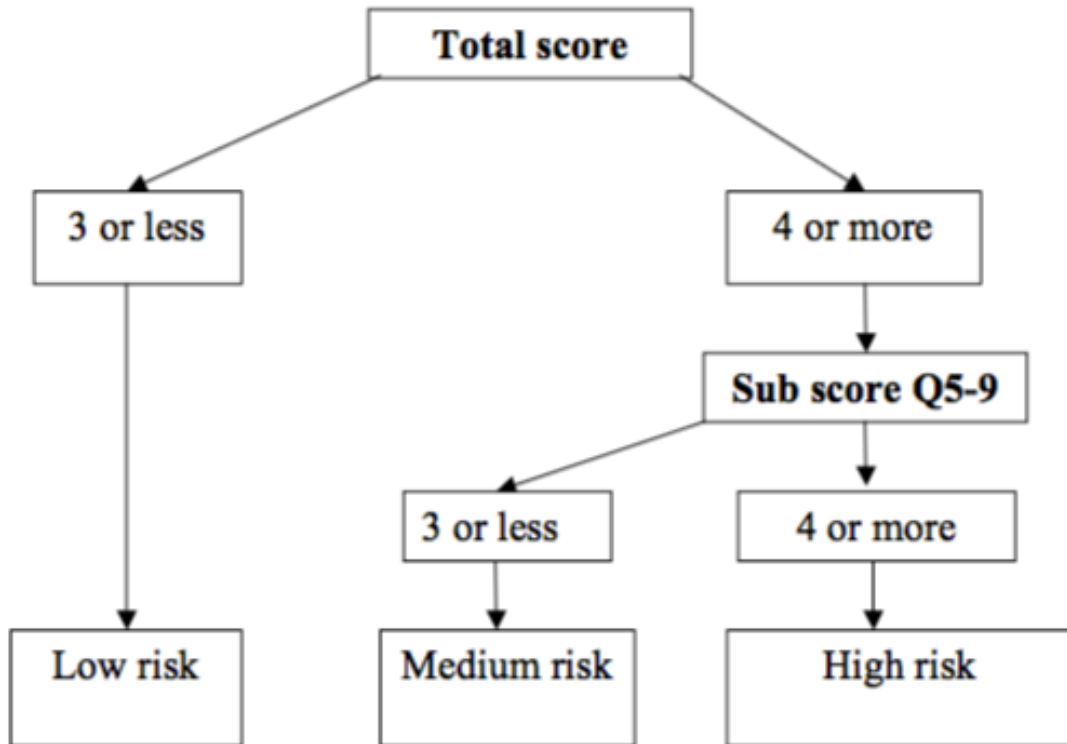 Total score
3 or less
4 or more
Sub score Q5-9
3 or less
4 or more
Low risk
Medium risk
High risk